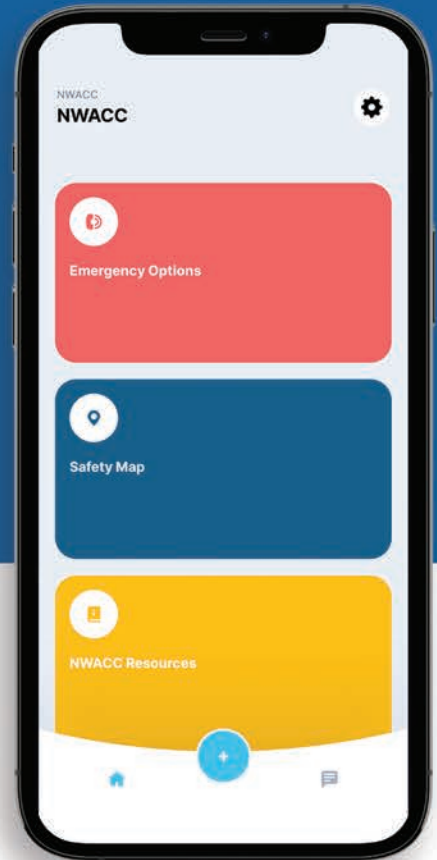 NWACC
NWACC
Emergency Options
Safety Map
NWACC Resources